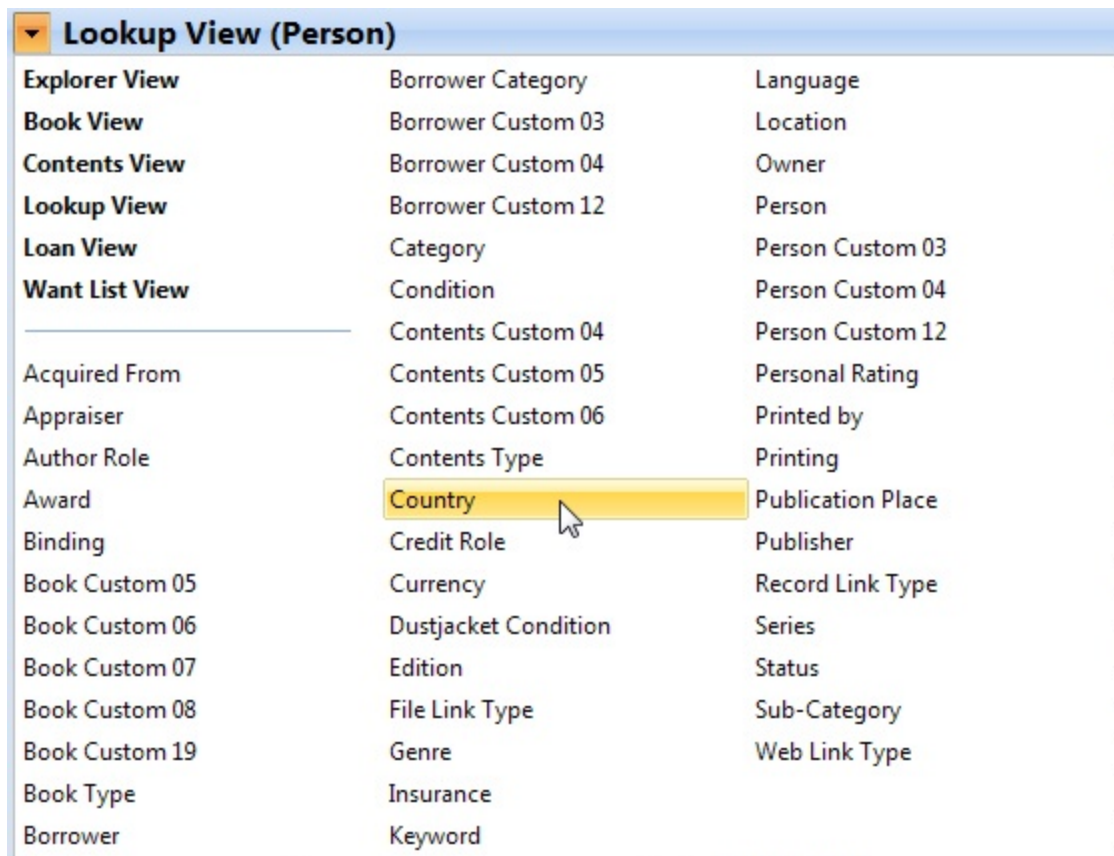 Lookup View (Person)
Explorer View
Book View
Contents View
Lookup View
Loan View
Want List View
Acquired From
Appraiser
Author Role
Award
Binding
Book Custom 05
Book Custom 06
Book Custom 07
Book Custom 08
Book Custom 19
Book Type
Borrower
Borrower Category
Borrower Custom 03
Borrower Custom 04
Borrower Custom 12
Category
Condition
Contents Custom 04
Contents Custom 05
Contents Custom 06
Contents Type
Country
Credit Role
Currency
Dustjacket Condition
Edition
File Link Type
Genre
Insurance
Keyword
Language
Location
Owner
Person
Person Custom 03
Person Custom 04
Person Custom 12
Personal Rating
Printed by
Printing
Publication Place
Publisher
Record Link Type
Series
Status
Sub-Category
Web Link Type